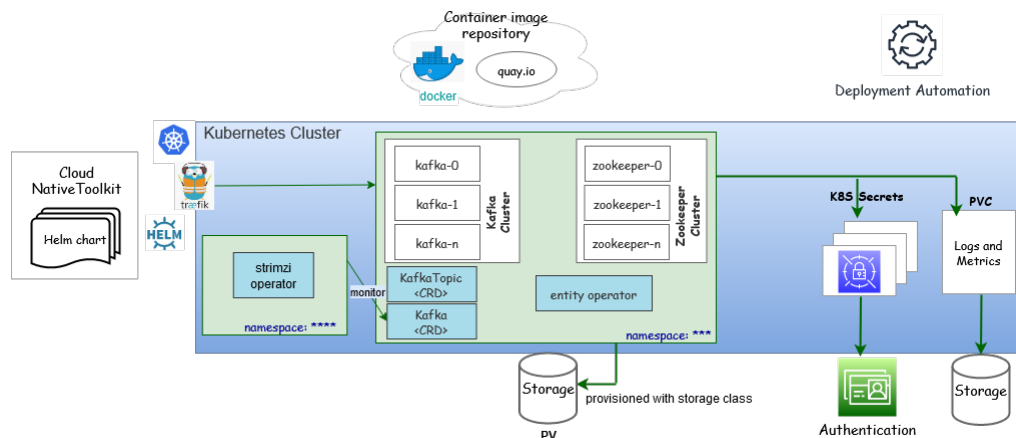 Container image
repository
docker
quay.io
Deployment Automation
Kubernetes Cluster
Cloud
NativeToolkit
Helm chart
træfik
HELM
kafka-0
kafka-1
kafka-n
Kafka
Cluster
zookeeper-0
zookeeper-1
zookeeper-n
Zookeeper
Cluster
K8S Secrets
PVC
Logs and
Metrics
strimzi
operator
namespace: ****
monitor
KafkaTopic
<CRD>
Kafka
<CRD>
entity operator
namespace: ***
Storage
PV
provisioned with storage class
Authentication
Storage